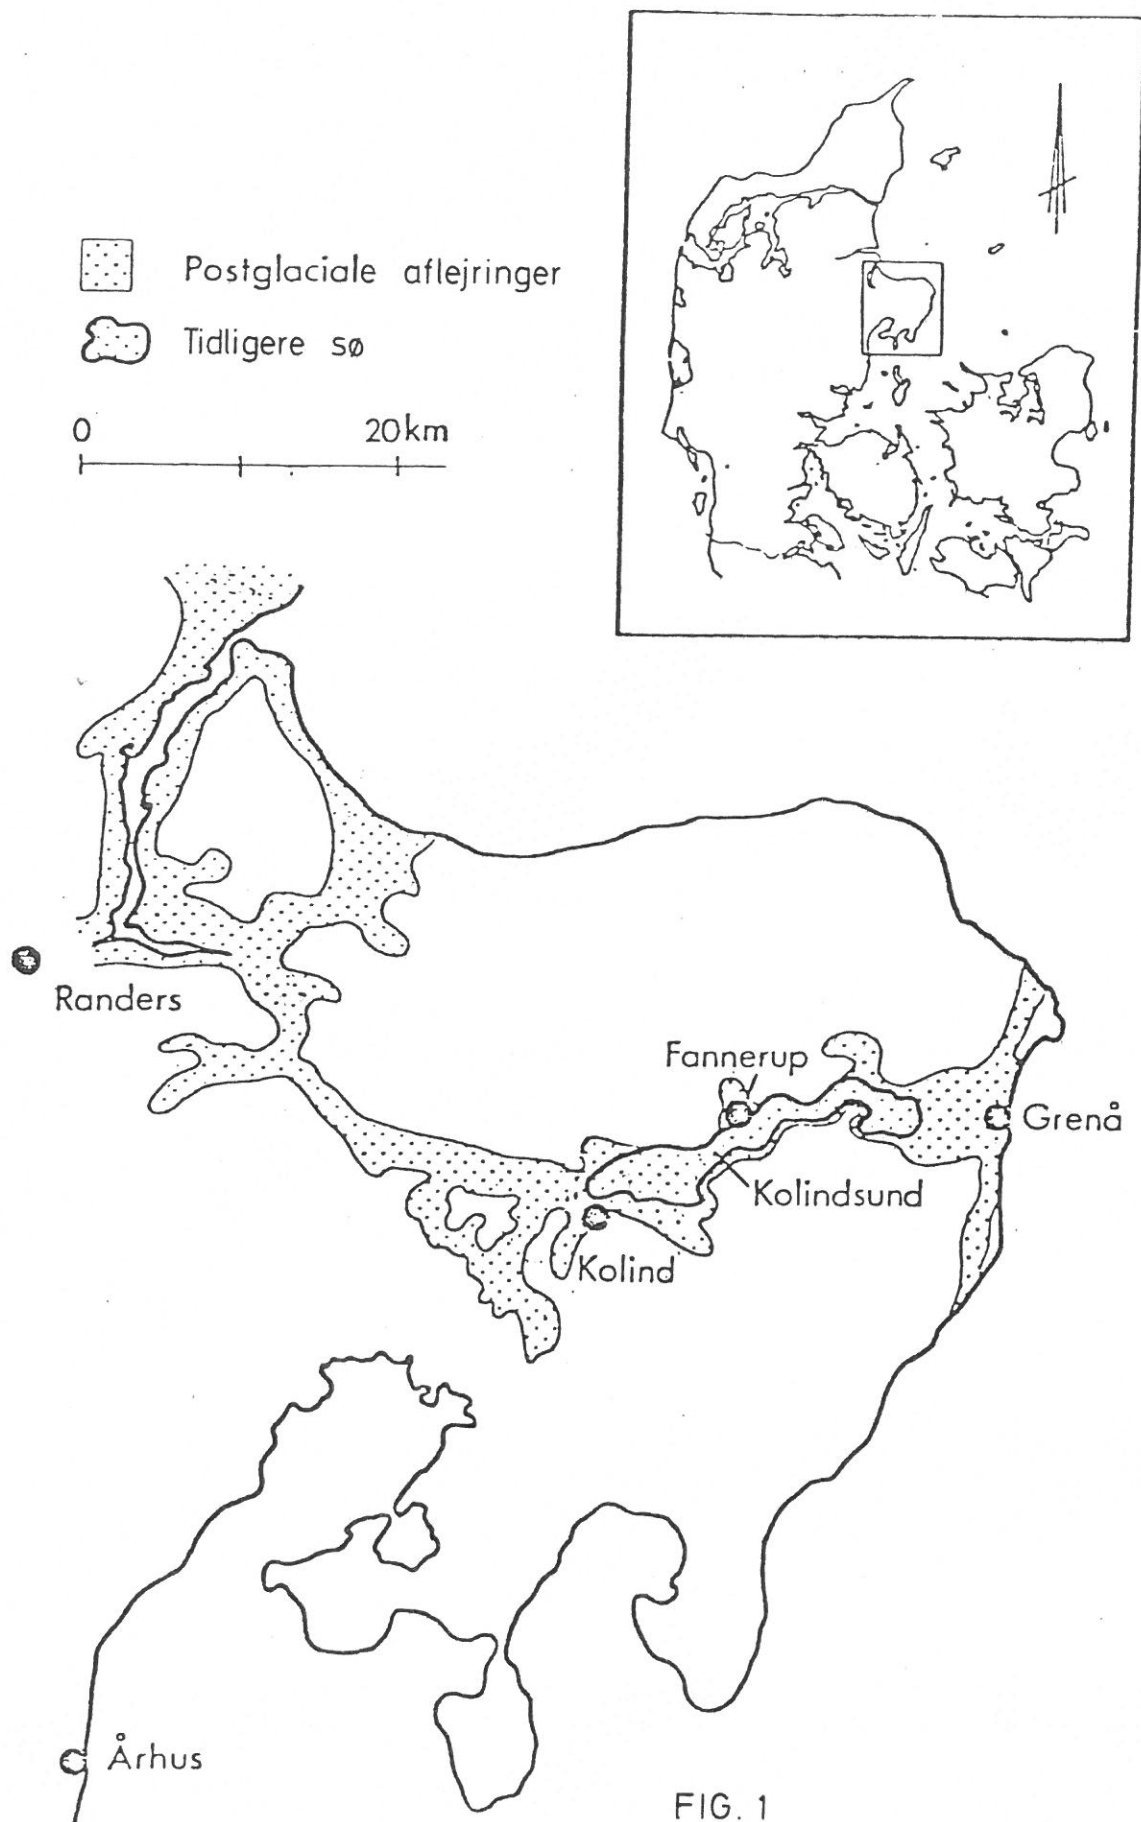 Postglaciale aflejringer
Tidligere sø
0 20km
Randers
Fannerup
Grenå
Kolindsund
Kolind
Århus
FIG. 1